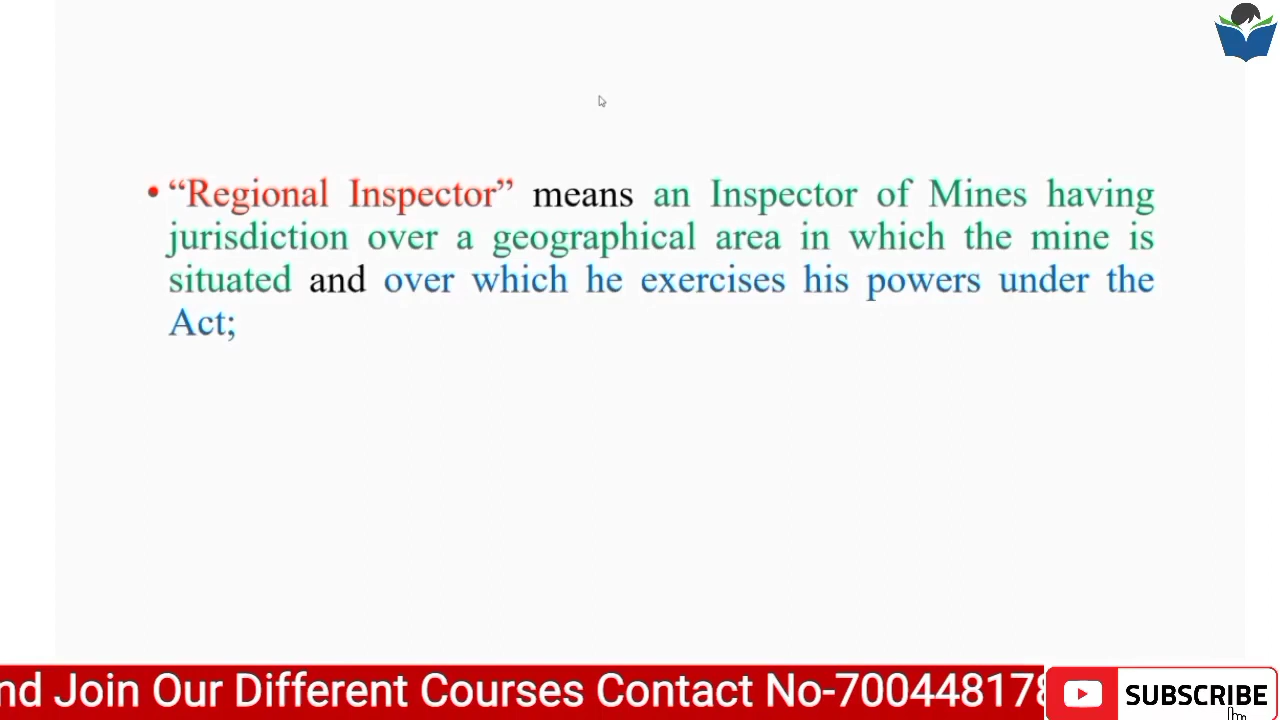 • “Regional Inspector” means an Inspector of Mines having
jurisdiction over a geographical area in which the mine is
situated and over which he exercises his powers under the
Act;
nd Join Our Different Courses Contact No-700448178
SUBSCRIBE